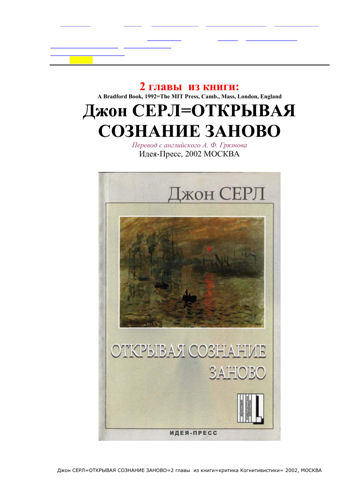 2 главы из книги:
A Bradford Book, 1992=The MIT Press, Camb., Mass, London, England
Джон СЕРЛ=ОТКРЫВАЯ
СОЗНАНИЕ ЗАНОВО
Перевод с английского А. Ф. Грязнова
Идея-Пресс, 2002 МОСКВА
Джон СЕРЛ
ОТКРЫВАЯ СОЗНАНИЕ
ЗАНОВО
ИДЕЯ-ПРЕСС
Джон СЕРЛ=ОТКРЫВАЯ СОЗНАНИЕ ЗАНОВО=2 главы из книги=критика Когнитивистики= 2002, МОСКВА